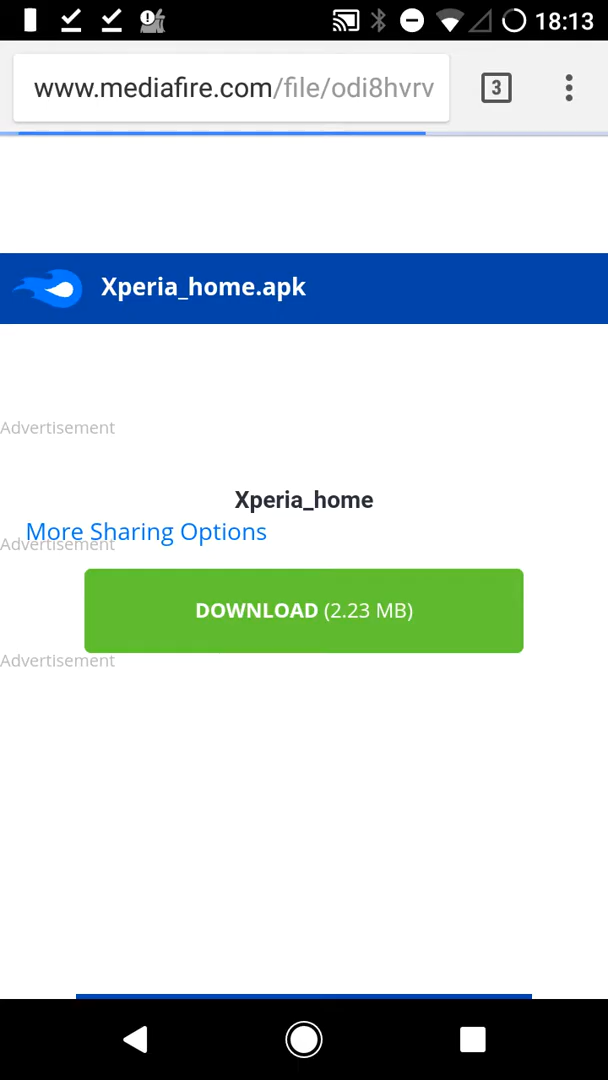 18:13
www.mediafire.com/file/odi8hvrv
3
Xperia_home.apk
Advertisement
Xperia_home
More Sharing Options
Advertisement
DOWNLOAD (2.23 MB)
Advertisement